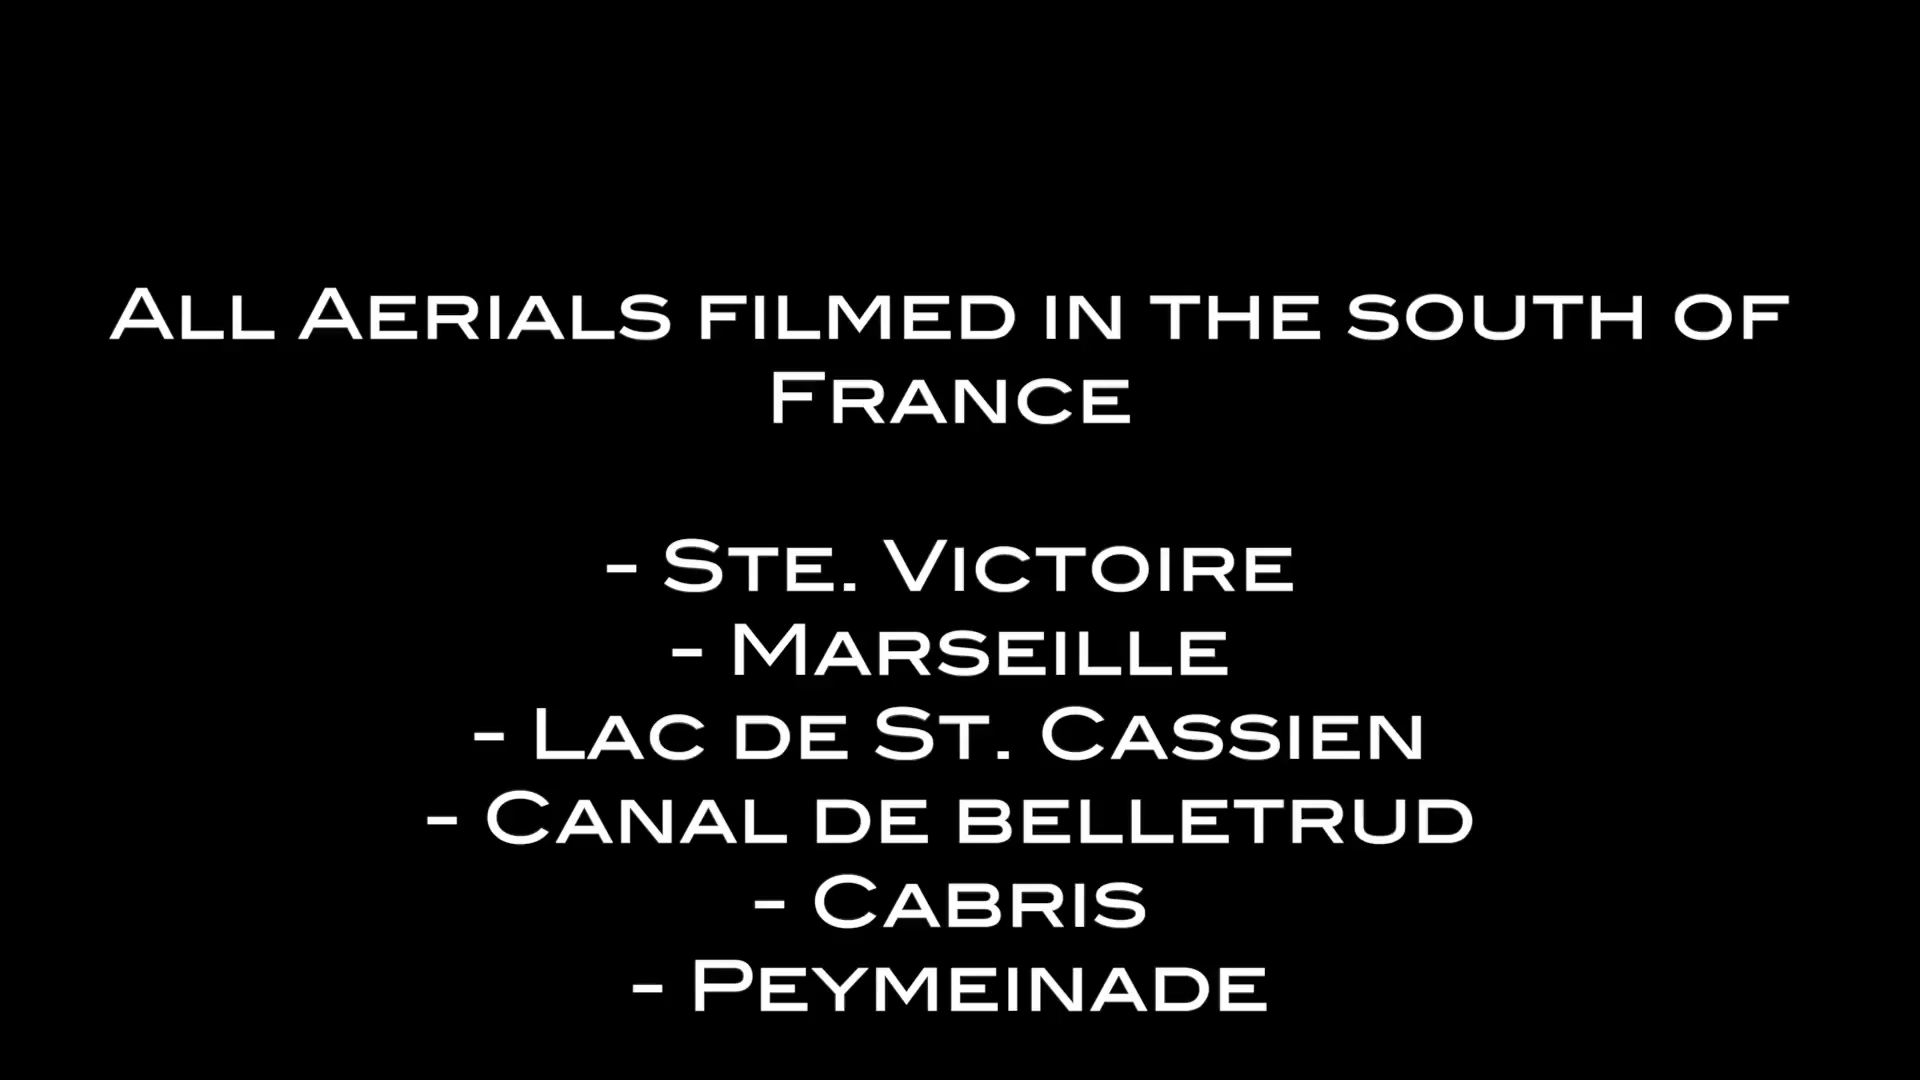 All Aerials filmed in the south of
France
- Ste. Victoire
- Marseille
- Lac de St. Cassien
- Canal de belletrud
- Cabris
- Peymeinade